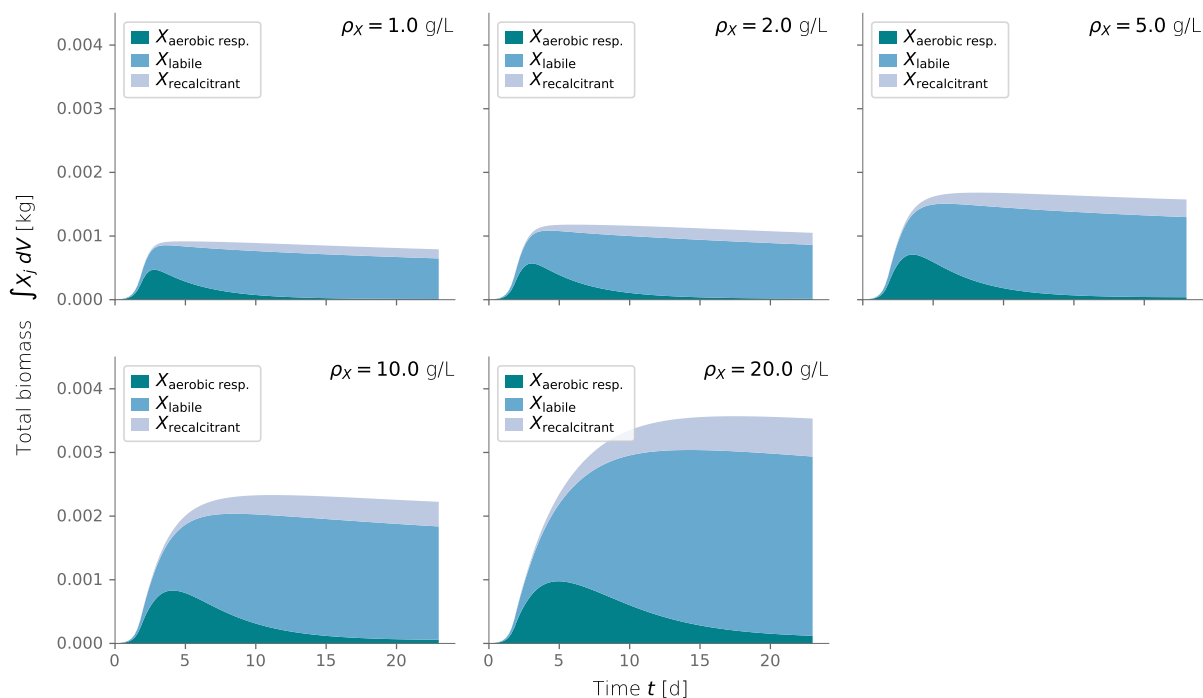 ρX = 1.0 g/L
Xaerobic resp.
Xlabile
Xrecalcitrant
0.004
0.003
0.002
0.001
0.000
ρX = 2.0 g/L
Xaerobic resp.
Xlabile
Xrecalcitrant
ρX = 5.0 g/L
Xaerobic resp.
Xlabile
Xrecalcitrant
Total biomass ∫Xj dV [kg]
ρX = 10.0 g/L
Xaerobic resp.
Xlabile
Xrecalcitrant
0.004
0.003
0.002
0.001
0.000
0 5 10 15 20
ρX = 20.0 g/L
Xaerobic resp.
Xlabile
Xrecalcitrant
0 5 10 15 20
Time t [d]